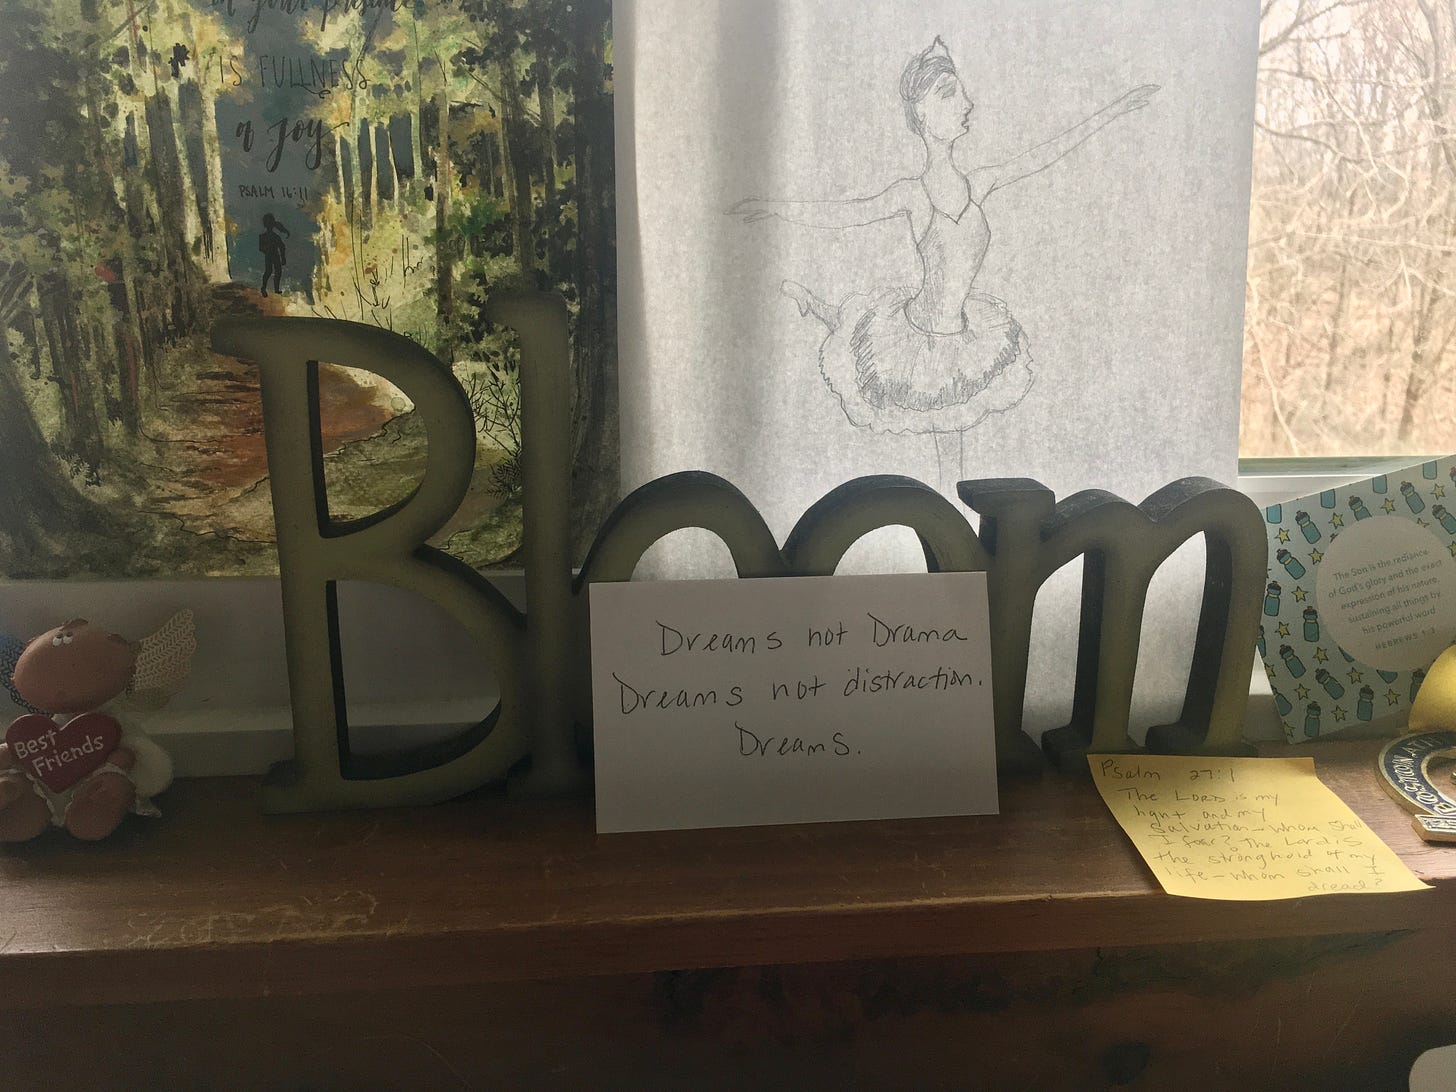 in your presence
IS FULLNESS
of joy
PSALM 16:11
Bloom
Dreams not Drama
Dreams not distraction.
Dreams.
Best
Friends
The Son is the radiance
of God's glory and the exact
expression of his nature,
sustaining all things by
his powerful word
HEBREWS 1:3
Psalm 27:1
The LORD is my
light and my
salvation—whom shall
I fear? The Lord is
the stronghold of my
life—whom shall I
dread?